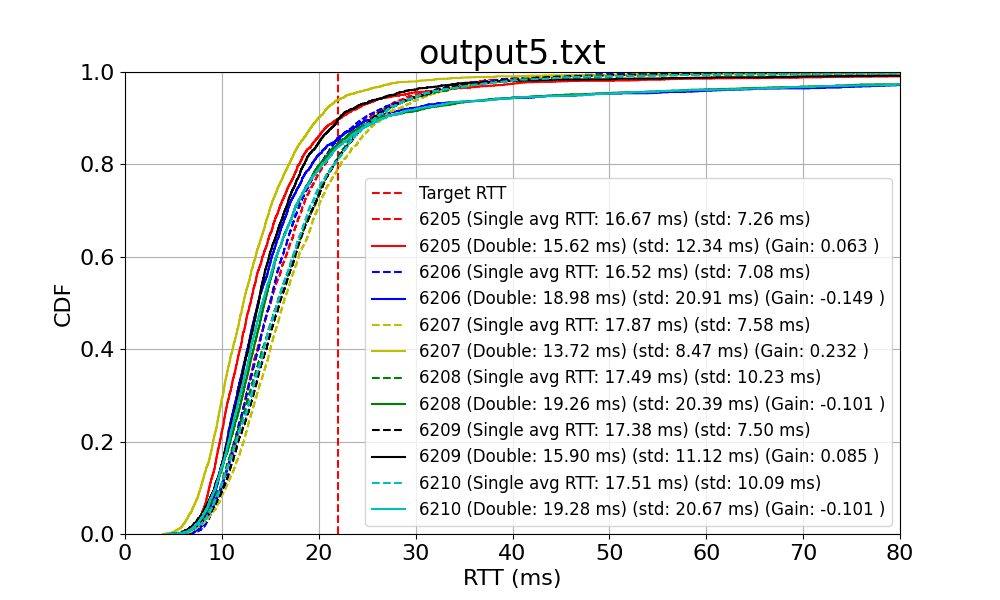 output5.txt
1.0
0.8
0.6
0.4
0.2
0.0
CDF
Target RTT
6205 (Single avg RTT: 16.67 ms) (std: 7.26 ms)
6205 (Double: 15.62 ms) (std: 12.34 ms) (Gain: 0.063 )
6206 (Single avg RTT: 16.52 ms) (std: 7.08 ms)
6206 (Double: 18.98 ms) (std: 20.91 ms) (Gain: -0.149 )
6207 (Single avg RTT: 17.87 ms) (std: 7.58 ms)
6207 (Double: 13.72 ms) (std: 8.47 ms) (Gain: 0.232 )
6208 (Single avg RTT: 17.49 ms) (std: 10.23 ms)
6208 (Double: 19.26 ms) (std: 20.39 ms) (Gain: -0.101 )
6209 (Single avg RTT: 17.38 ms) (std: 7.50 ms)
6209 (Double: 15.90 ms) (std: 11.12 ms) (Gain: 0.085 )
6210 (Single avg RTT: 17.51 ms) (std: 10.09 ms)
6210 (Double: 19.28 ms) (std: 20.67 ms) (Gain: -0.101 )
0 10 20 30 40 50 60 70 80
RTT (ms)